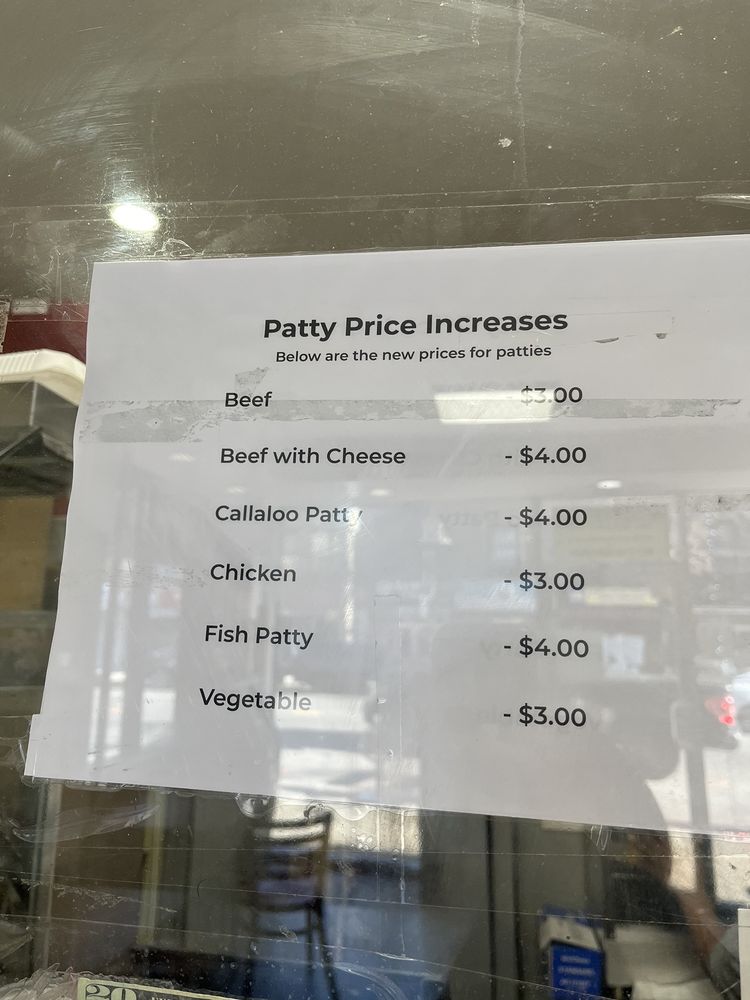 Patty Price Increases
Below are the new prices for patties
Beef - $3.00
Beef with Cheese - $4.00
Callaloo Patty - $4.00
Chicken - $3.00
Fish Patty - $4.00
Vegetable - $3.00
20